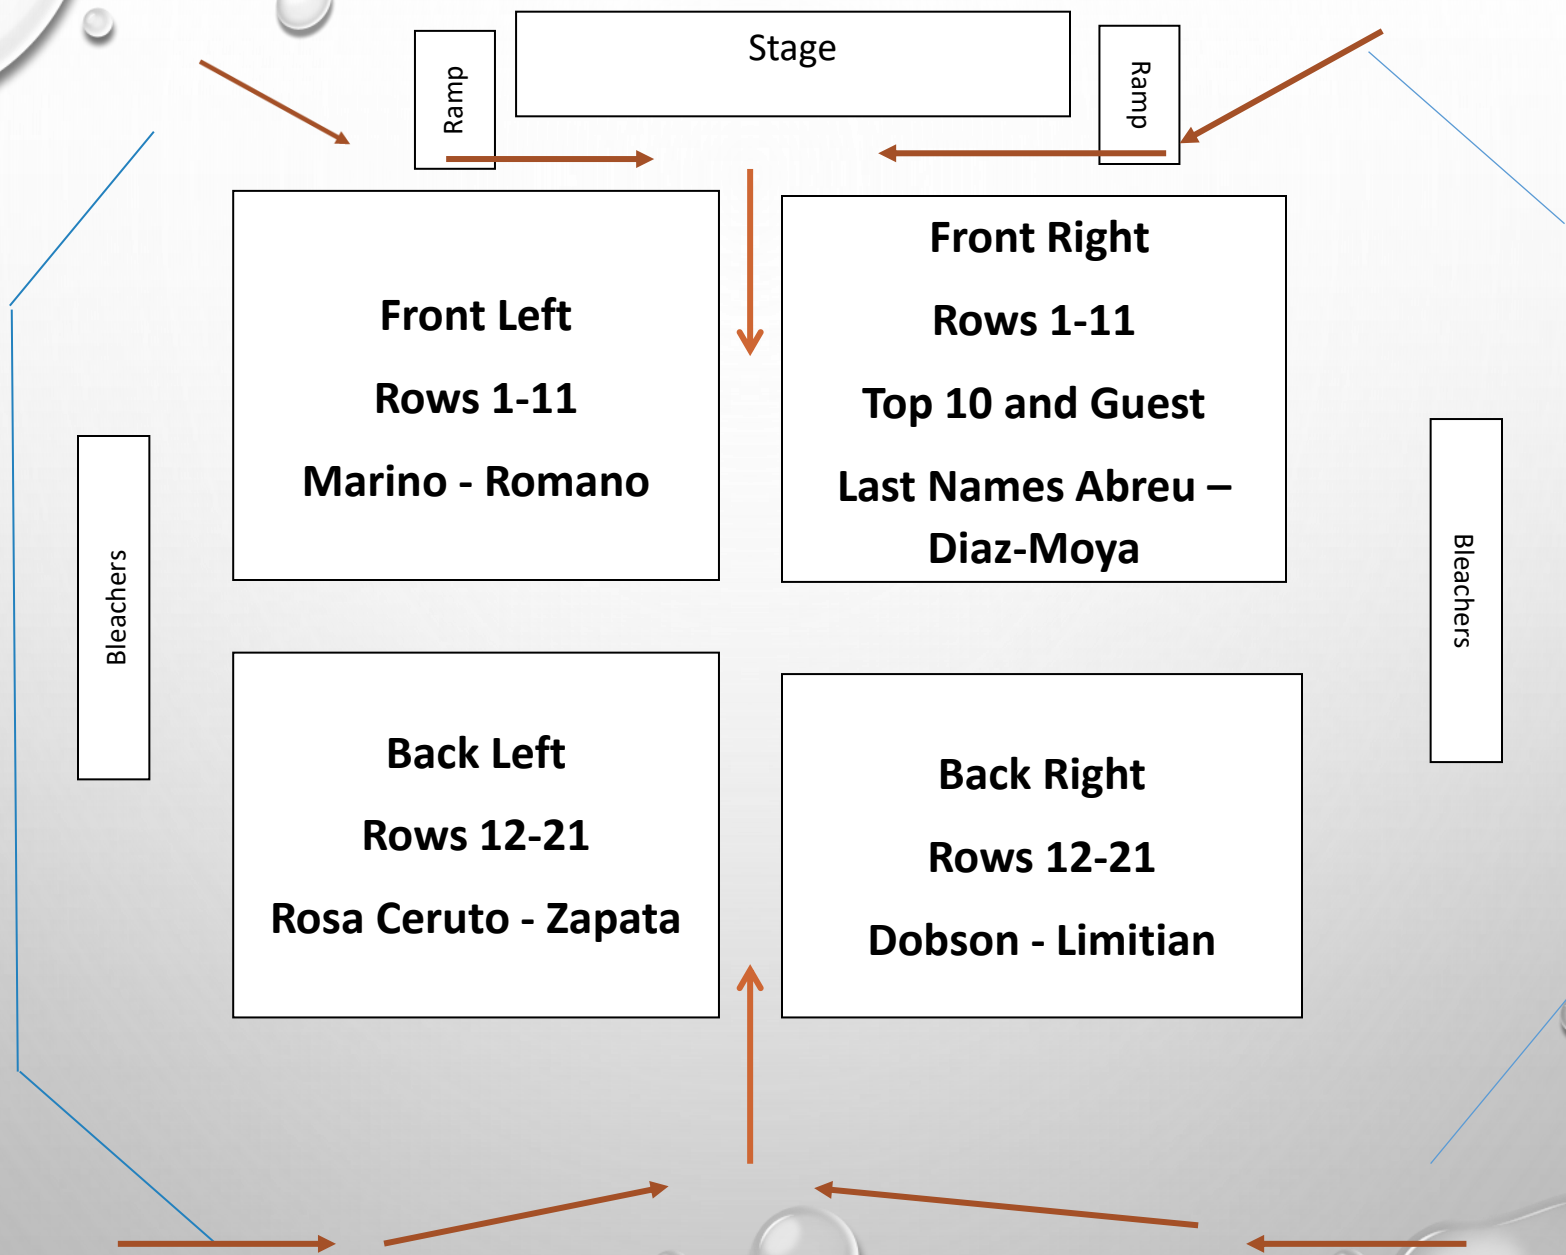 Stage
Ramp
Ramp
Front Left
Rows 1-11
Marino - Romano
Front Right
Rows 1-11
Top 10 and Guest
Last Names Abreu –
Diaz-Moya
Bleachers
Bleachers
Back Left
Rows 12-21
Rosa Ceruto - Zapata
Back Right
Rows 12-21
Dobson - Limitian